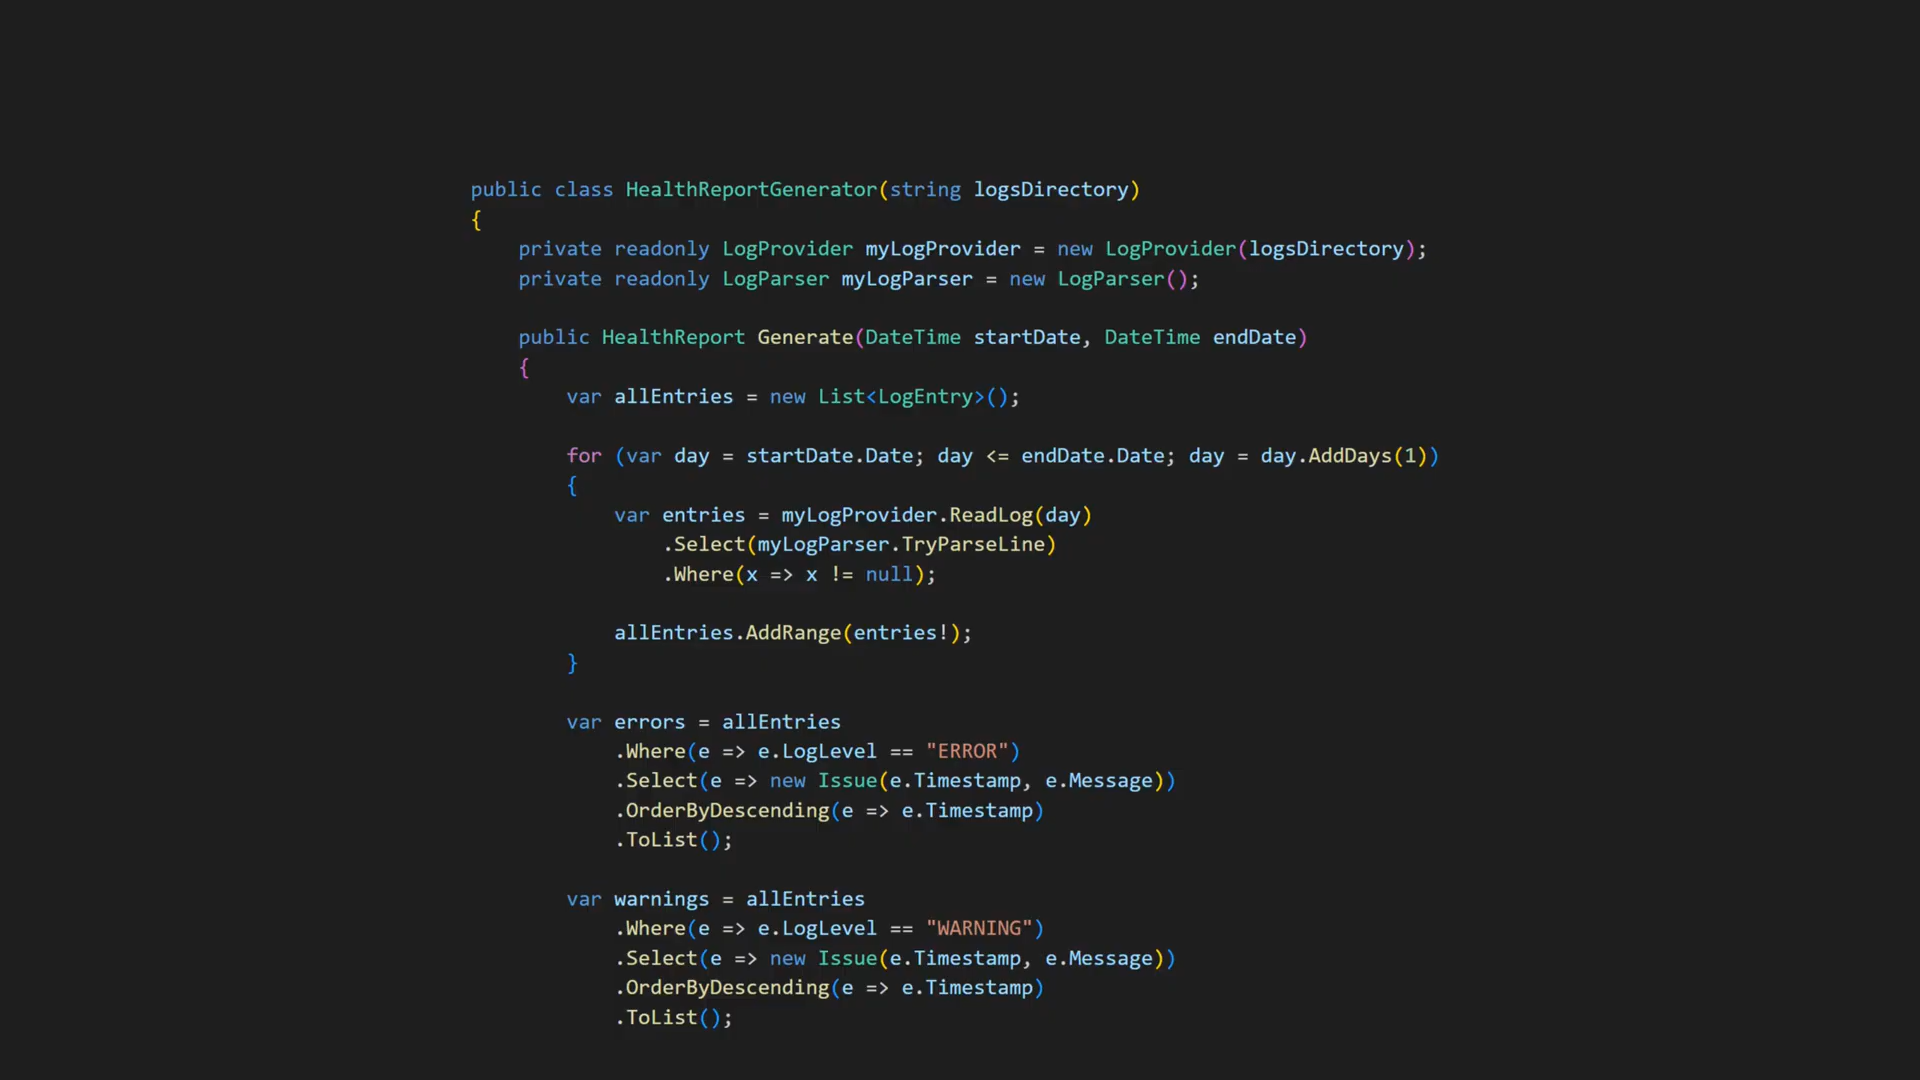 public class HealthReportGenerator(string logsDirectory)
{
    private readonly LogProvider myLogProvider = new LogProvider(logsDirectory);
    private readonly LogParser myLogParser = new LogParser();

    public HealthReport Generate(DateTime startDate, DateTime endDate)
    {
        var allEntries = new List<LogEntry>();

        for (var day = startDate.Date; day <= endDate.Date; day = day.AddDays(1))
        {
            var entries = myLogProvider.ReadLog(day)
                .Select(myLogParser.TryParseLine)
                .Where(x => x != null);

            allEntries.AddRange(entries!);
        }

        var errors = allEntries
            .Where(e => e.LogLevel == "ERROR")
            .Select(e => new Issue(e.Timestamp, e.Message))
            .OrderByDescending(e => e.Timestamp)
            .ToList();

        var warnings = allEntries
            .Where(e => e.LogLevel == "WARNING")
            .Select(e => new Issue(e.Timestamp, e.Message))
            .OrderByDescending(e => e.Timestamp)
            .ToList();